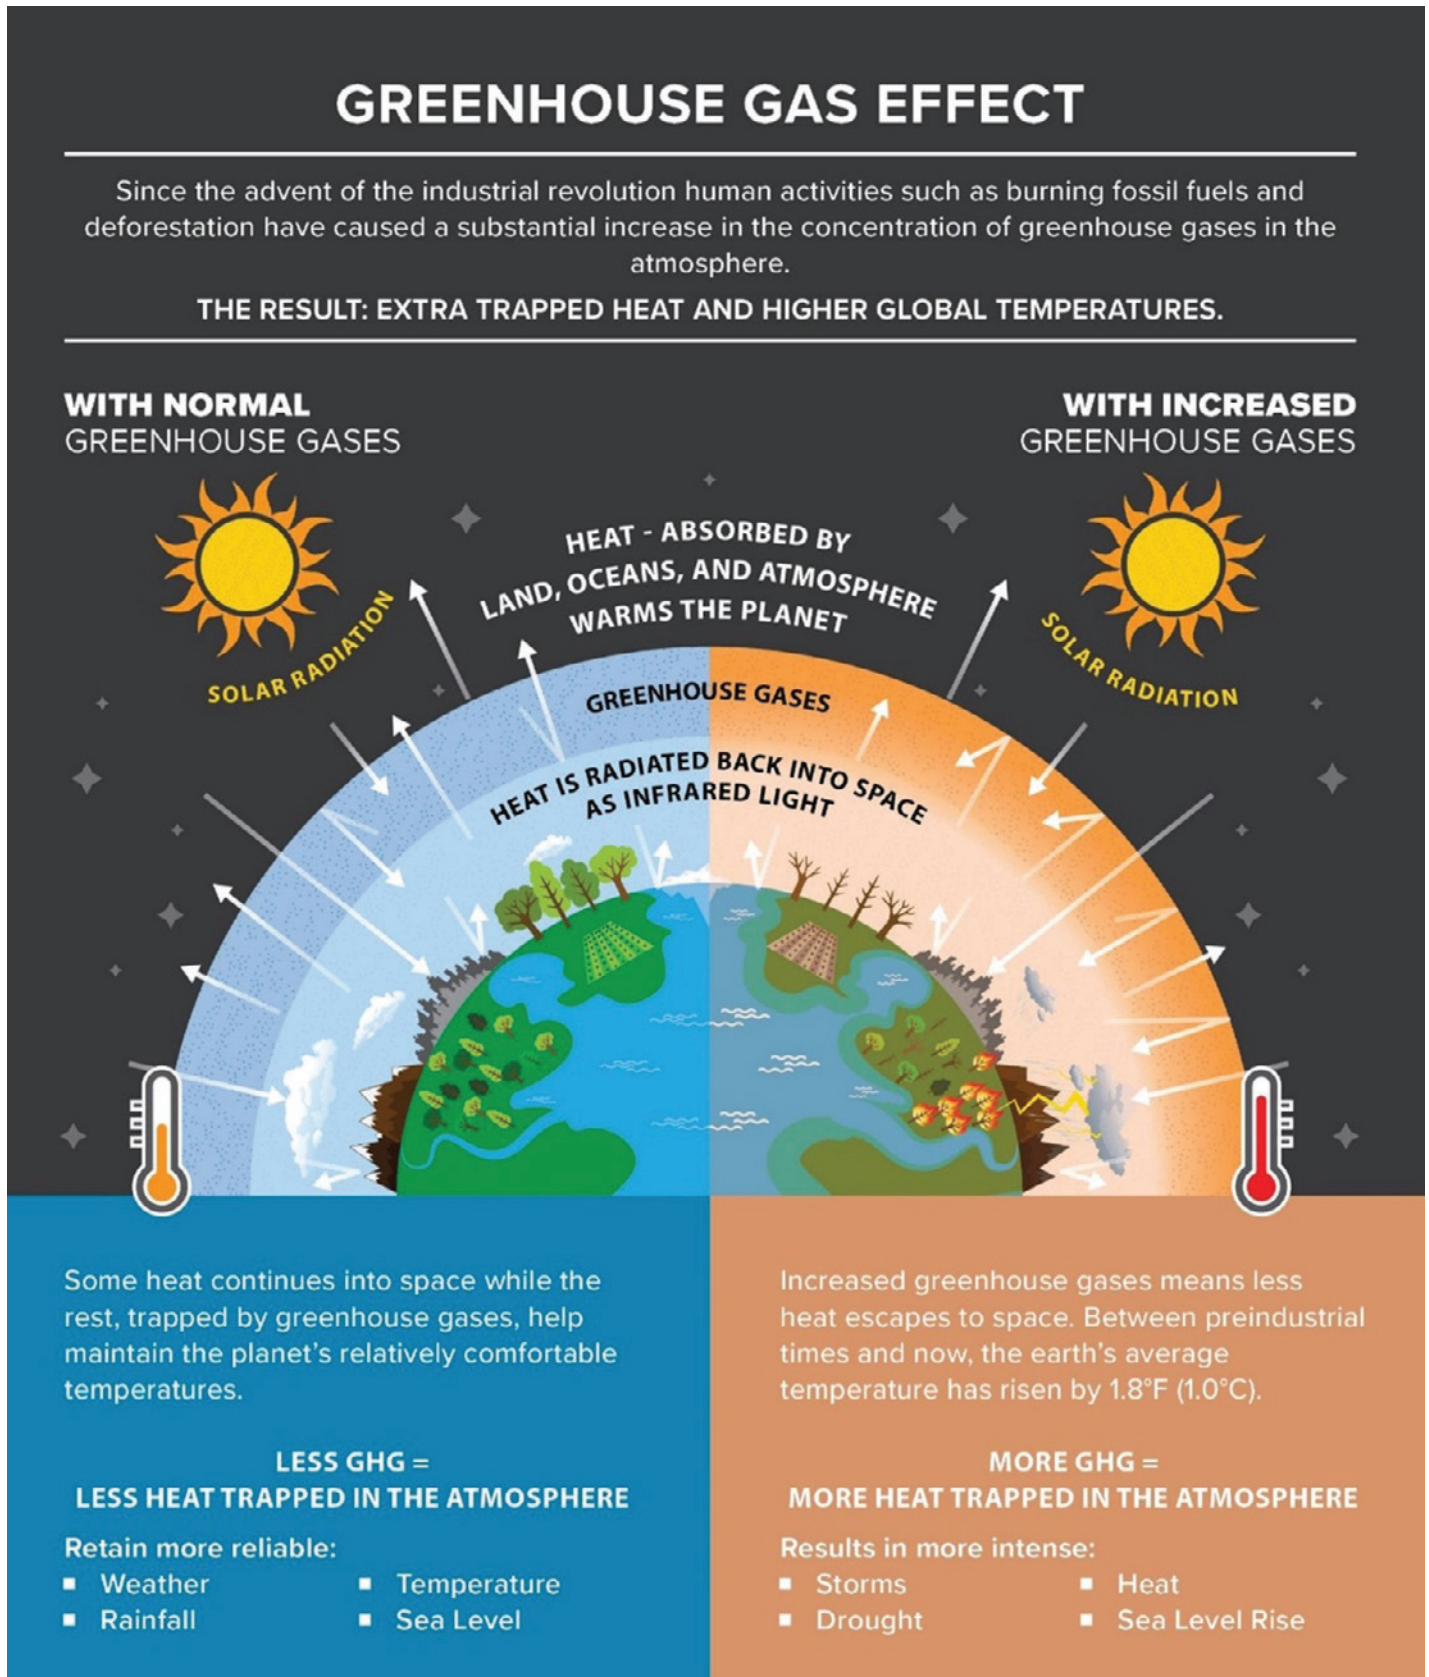 GREENHOUSE GAS EFFECT
Since the advent of the industrial revolution human activities such as burning fossil fuels and
deforestation have caused a substantial increase in the concentration of greenhouse gases in the
atmosphere.
THE RESULT: EXTRA TRAPPED HEAT AND HIGHER GLOBAL TEMPERATURES.
WITH NORMAL
GREENHOUSE GASES
WITH INCREASED
GREENHOUSE GASES
HEAT - ABSORBED BY
LAND, OCEANS, AND ATMOSPHERE
WARMS THE PLANET
SOLAR RADIATION
SOLAR RADIATION
GREENHOUSE GASES
HEAT IS RADIATED BACK INTO SPACE
AS INFRARED LIGHT
Some heat continues into space while the
rest, trapped by greenhouse gases, help
maintain the planet's relatively comfortable
temperatures.
LESS GHG =
LESS HEAT TRAPPED IN THE ATMOSPHERE
Retain more reliable:
▪ Weather
▪ Rainfall
▪ Temperature
▪ Sea Level
Increased greenhouse gases means less
heat escapes to space. Between preindustrial
times and now, the earth's average
temperature has risen by 1.8°F (1.0°C).
MORE GHG =
MORE HEAT TRAPPED IN THE ATMOSPHERE
Results in more intense:
▪ Storms
▪ Drought
▪ Heat
▪ Sea Level Rise